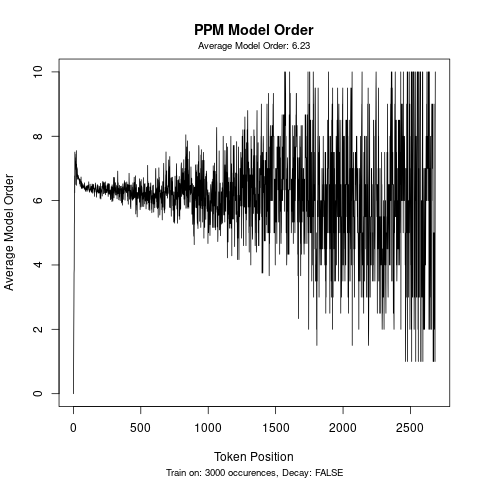 PPM Model Order
Average Model Order: 6.23
10
8
6
4
2
0
Average Model Order
0 500 1000 1500 2000 2500
Token Position
Train on: 3000 occurences, Decay: FALSE